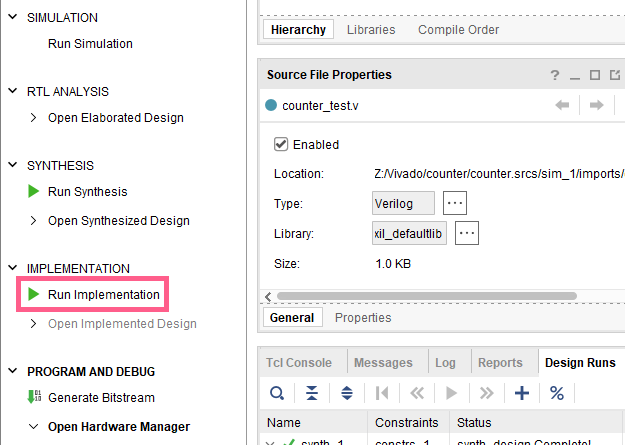 SIMULATION
Run Simulation
RTL ANALYSIS
Open Elaborated Design
SYNTHESIS
Run Synthesis
Open Synthesized Design
IMPLEMENTATION
Run Implementation
Open Implemented Design
PROGRAM AND DEBUG
Generate Bitstream
Open Hardware Manager
Hierarchy Libraries Compile Order
Source File Properties
counter_test.v
Enabled
Location: Z:/Vivado/counter/counter.srcs/sim_1/imports/
Type: Verilog
Library: xil_defaultlib
Size: 1.0 KB
General Properties
Tcl Console Messages Log Reports Design Runs
Name Constraints Status
synth_1 constrs_1 synth_design Complete!